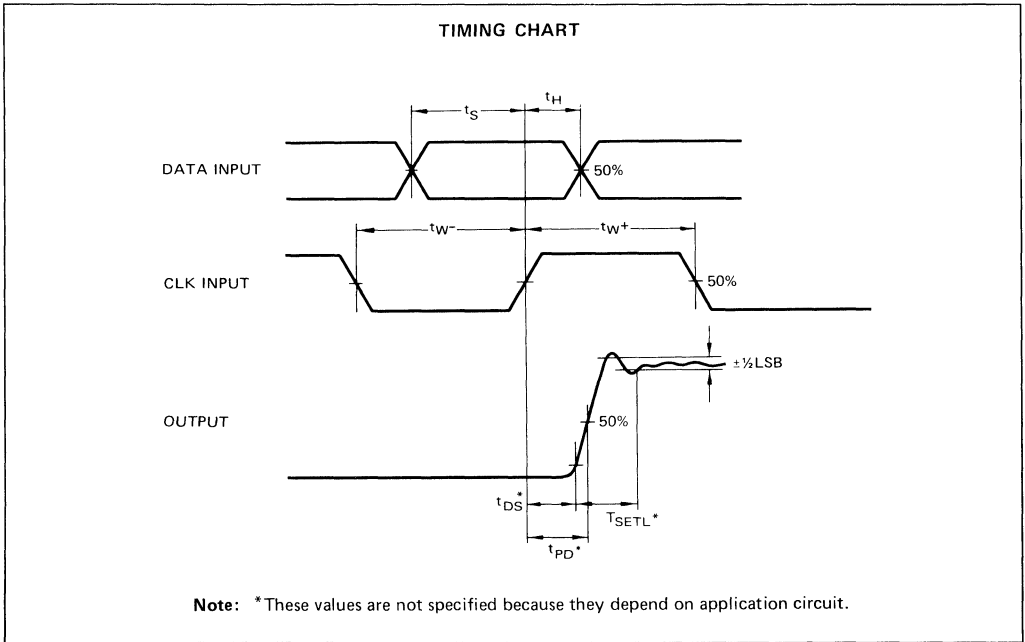 TIMING CHART
tS
tH
DATA INPUT
50%
tW-
tW+
CLK INPUT
50%
±½LSB
OUTPUT
50%
tDS*
TSETL*
tPD*
Note: *These values are not specified because they depend on application circuit.